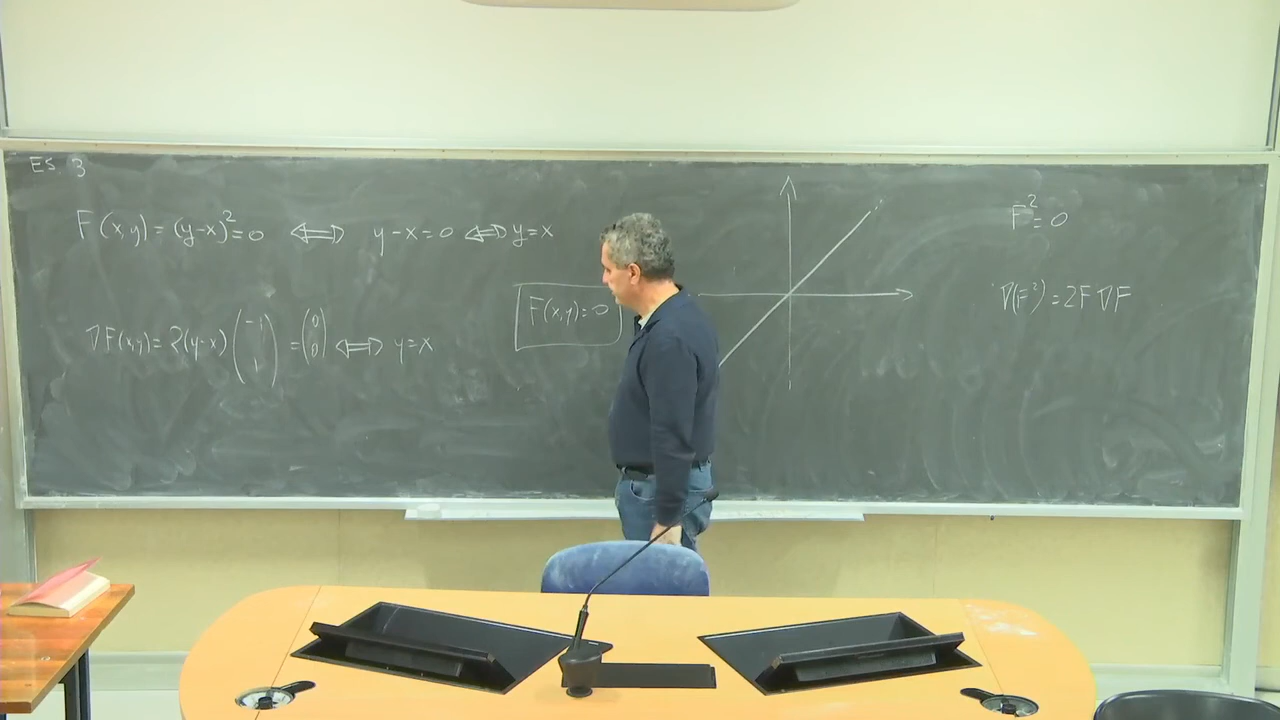 Es. 3
F(x,y) = (y-x)² = 0 ⟺ y-x=0 ⟺ y=x
∇F(x,y) = 2(y-x) (-1 1) = (0 0) ⟺ y=x
F(x,y)=0
F² = 0
∇(F²) = 2F ∇F